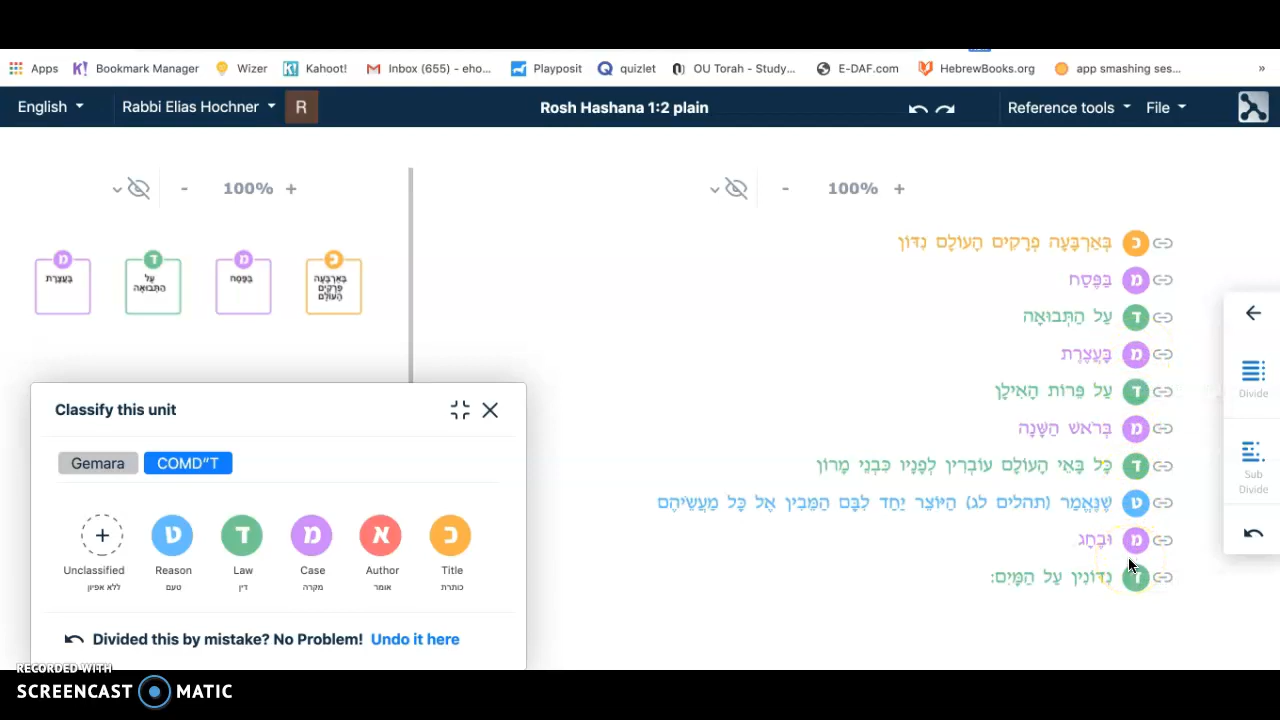 Apps Bookmark Manager Wizer Kahoot! Inbox (655) - eho... Playposit quizlet OU Torah - Study... E-DAF.com HebrewBooks.org app smashing ses... »
English Rabbi Elias Hochner R Rosh Hashana 1:2 plain Reference tools File
- 100% + - 100% +
כ בְּאַרְבָּעָה פְרָקִים הָעוֹלָם נִדּוֹן
מ בַּפֶּסַח
ד עַל הַתְּבוּאָה
מ בָּעֲצֶרֶת
ד עַל פֵּרוֹת הָאִילָן
מ בְּרֹאשׁ הַשָּׁנָה
ד כָּל בָּאֵי הָעוֹלָם עוֹבְרִין לְפָנָיו כִּבְנֵי מָרוֹן
ט שֶׁנֶּאֱמַר (תהלים לג) הַיּוֹצֵר יַחַד לִבָּם הַמֵּבִין אֶל כָּל מַעֲשֵׂיהֶם
מ וּבֶחָג
ד נִדּוֹנִין עַל הַמָּיִם:
כ
בְּאַרְבָּעָה
פְרָקִים
הָעוֹלָם
מ
בַּפֶּסַח
ד
עַל
הַתְּבוּאָה
מ
בָּעֲצֶרֶת
Divide
Sub
Divide
Classify this unit
Gemara COMD"T
+ ט ד מ א כ
Unclassified Reason Law Case Author Title
ללא אפיון טעם דין מקרה אומר כותרת
Divided this by mistake? No Problem! Undo it here
RECORDED WITH
SCREENCAST MATIC